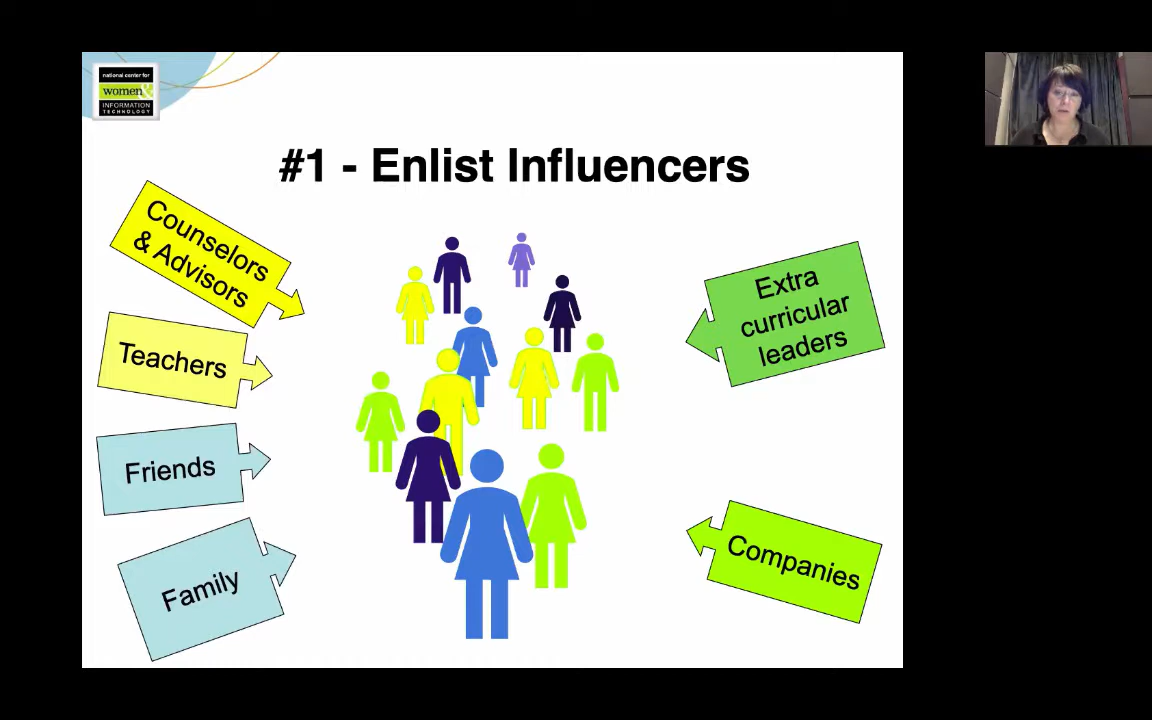 national center for
women&
INFORMATION
TECHNOLOGY
#1 - Enlist Influencers
Counselors
& Advisors
Teachers
Friends
Family
Extra
curricular
leaders
Companies